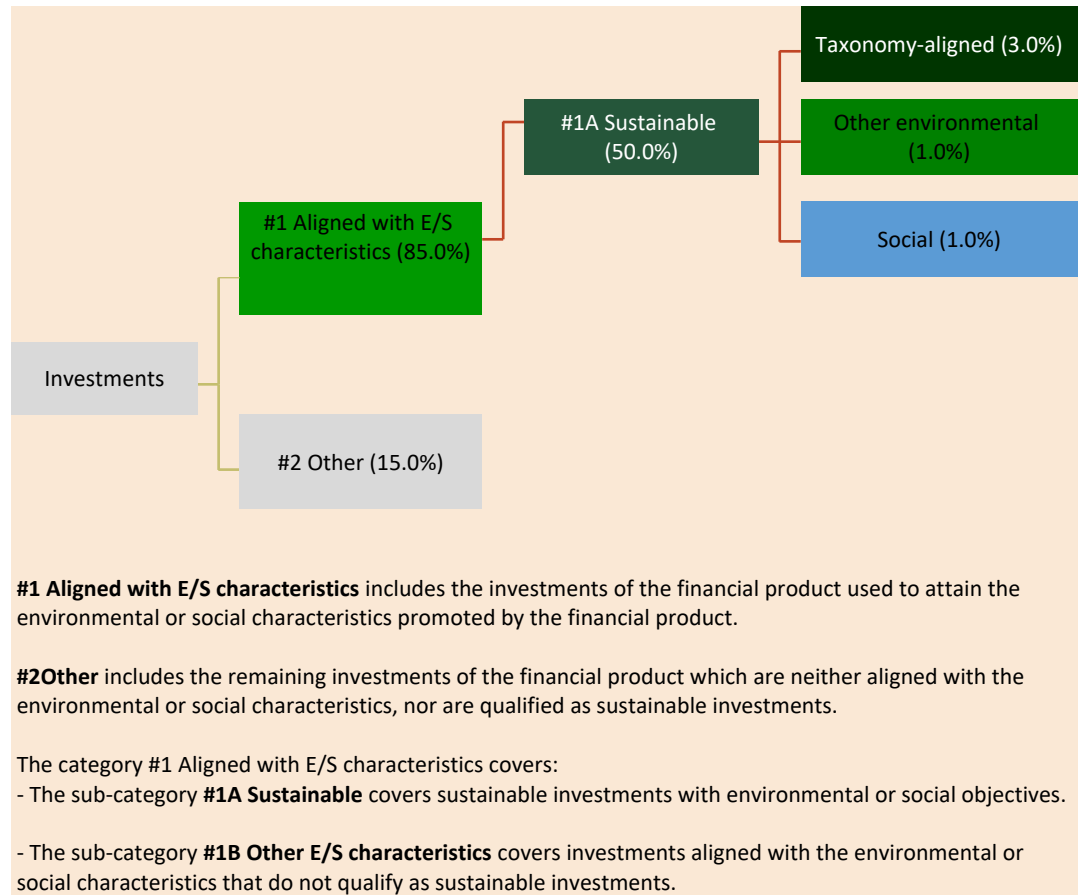 Taxonomy-aligned (3.0%)
#1A Sustainable
(50.0%)
Other environmental
(1.0%)
#1 Aligned with E/S
characteristics (85.0%)
Social (1.0%)
Investments
#2 Other (15.0%)
#1 Aligned with E/S characteristics includes the investments of the financial product used to attain the
environmental or social characteristics promoted by the financial product.
#2Other includes the remaining investments of the financial product which are neither aligned with the
environmental or social characteristics, nor are qualified as sustainable investments.
The category #1 Aligned with E/S characteristics covers:
- The sub-category #1A Sustainable covers sustainable investments with environmental or social objectives.
- The sub-category #1B Other E/S characteristics covers investments aligned with the environmental or
social characteristics that do not qualify as sustainable investments.